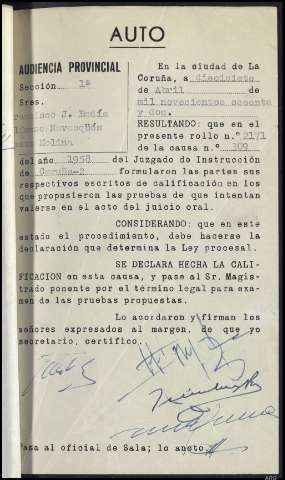 AUTO
AUDIENCIA PROVINCIAL
Sección 1ª
Sres.
Molina
En la ciudad de La
Coruña, a diecisiete
de Abril de
mil novecientos sesenta
y dos.
RESULTANDO: que en el
presente rollo n.º 2171
de la causa n.º 309
del año 1958 del Juzgado de Instrucción
de Coruña-2 formularon las partes sus
respectivos escritos de calificación en los
que propusieron las pruebas de que intentan
valerse en el acto del juicio oral.
CONSIDERANDO: que en este
estado el procedimiento, debe hacerse la
declaración que determina la Ley procesal.
SE DECLARA HECHA LA CALI-
FICACION en esta causa, y pase al Sr. Magis-
trado ponente por el término legal para exa-
men de las pruebas propuestas.
Lo acordaron y firman los
señores expresados al margen, de que yo
secretario, certifico.
Pasa al oficial de Sala; lo anoto.